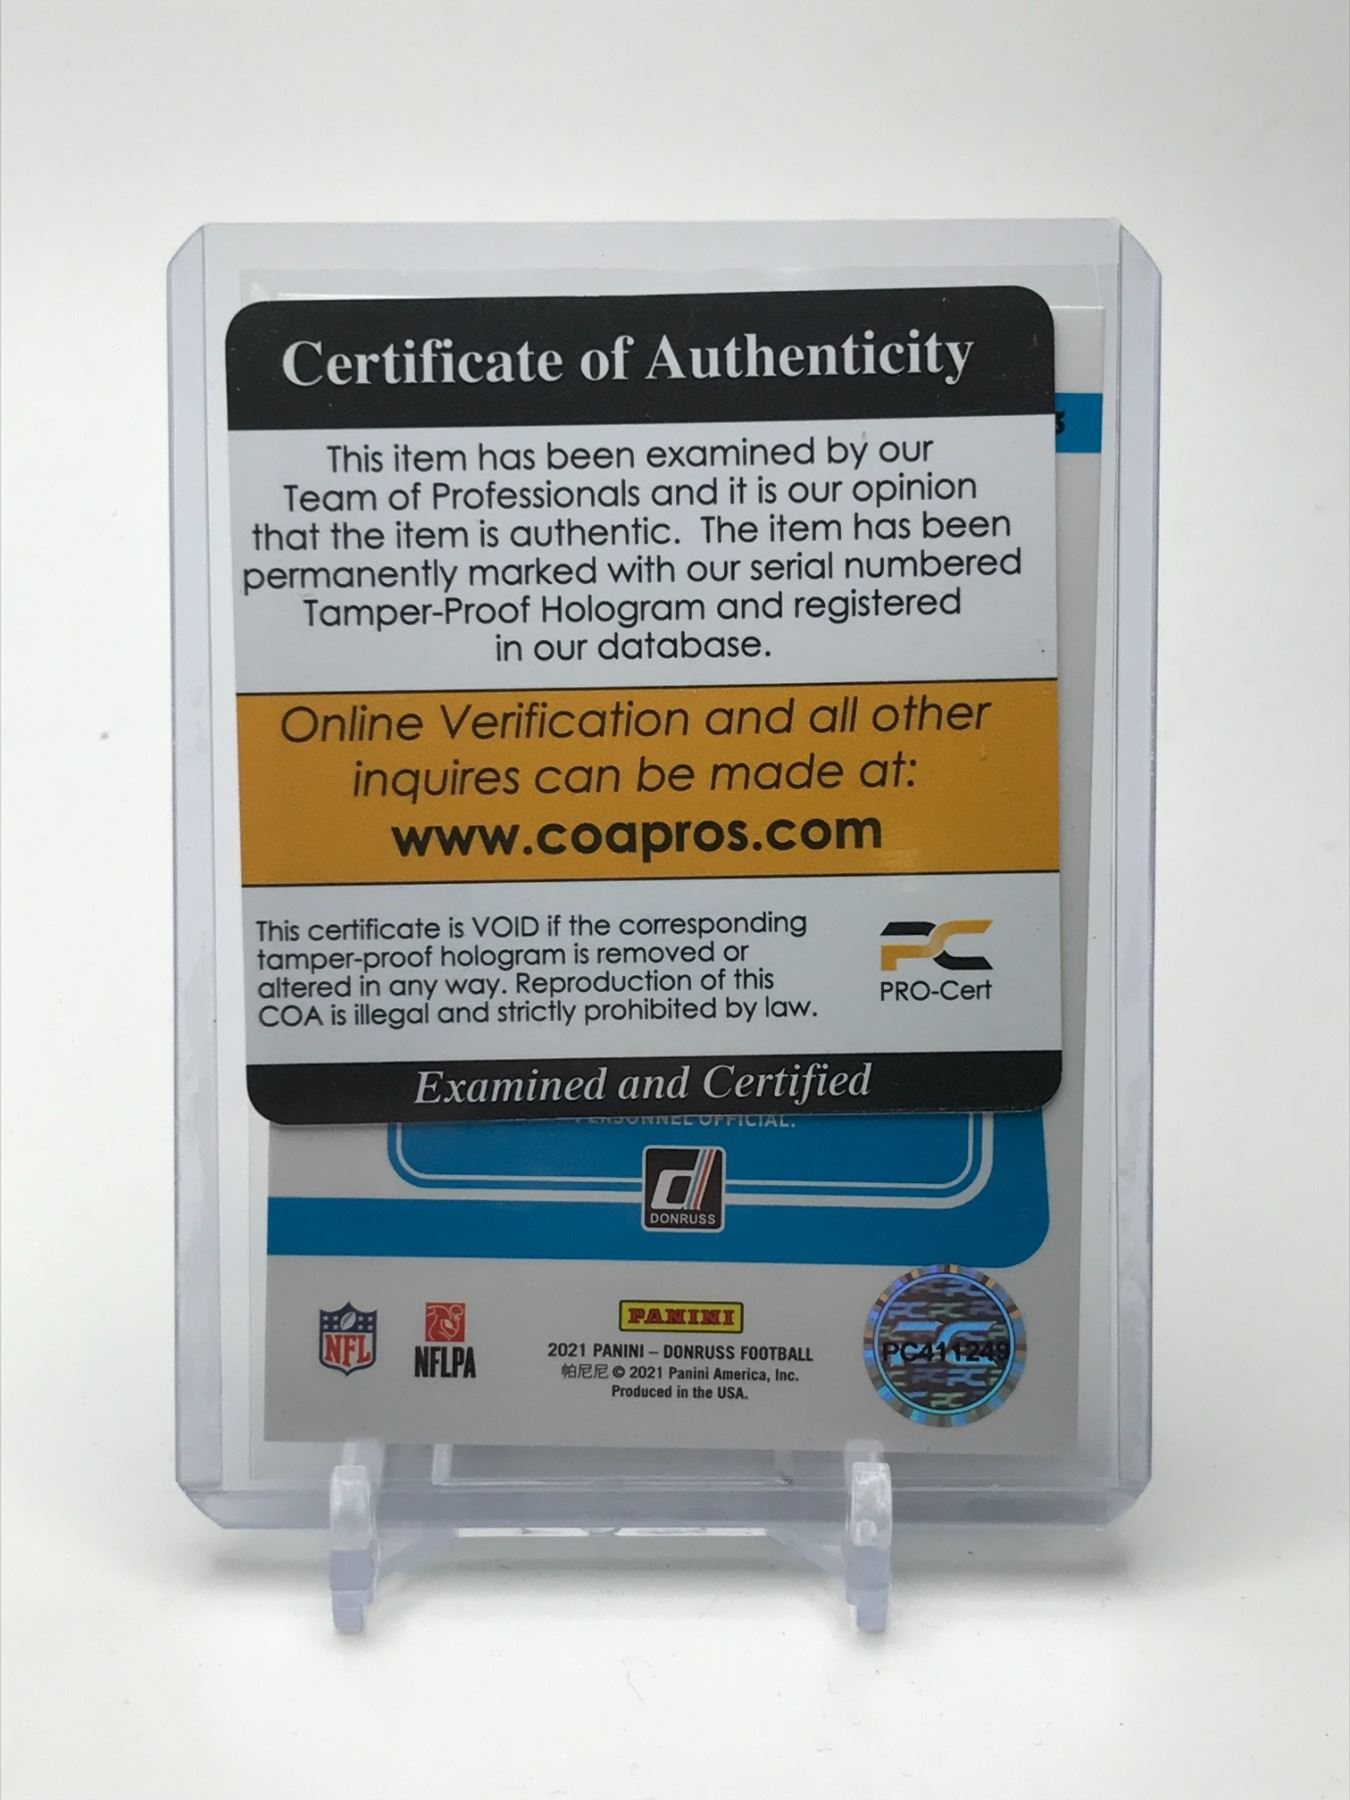 Certificate of Authenticity
This item has been examined by our
Team of Professionals and it is our opinion
that the item is authentic. The item has been
permanently marked with our serial numbered
Tamper-Proof Hologram and registered
in our database.
Online Verification and all other
inquires can be made at:
www.coapros.com
This certificate is VOID if the corresponding
tamper-proof hologram is removed or
altered in any way. Reproduction of this
COA is illegal and strictly prohibited by law.
PC
PRO-Cert
Examined and Certified
PERSONNEL OFFICIAL.
d
DONRUSS
NFL
NFLPA
PANINI
2021 PANINI – DONRUSS FOOTBALL
帕尼尼 © 2021 Panini America, Inc.
Produced in the USA.
PC411249